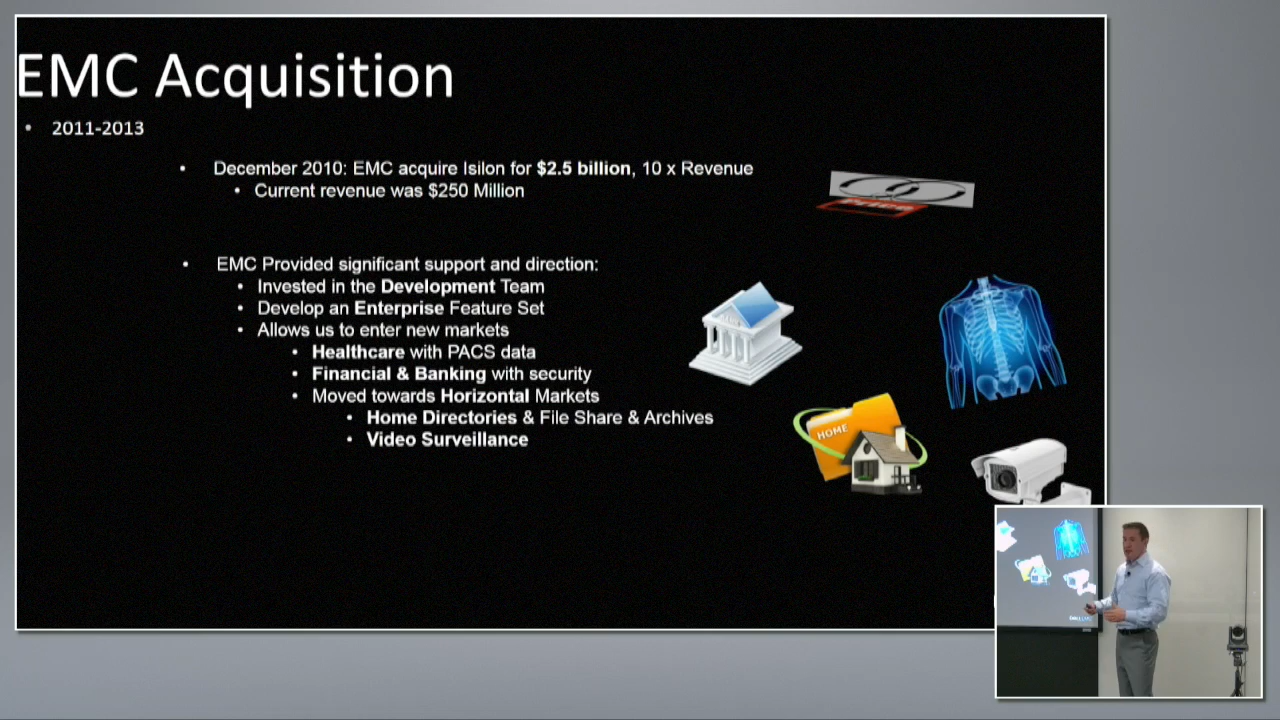 EMC Acquisition
• 2011-2013
• December 2010: EMC acquire Isilon for $2.5 billion, 10 x Revenue
• Current revenue was $250 Million
Price
• EMC Provided significant support and direction:
• Invested in the Development Team
• Develop an Enterprise Feature Set
• Allows us to enter new markets
• Healthcare with PACS data
• Financial & Banking with security
• Moved towards Horizontal Markets
• Home Directories & File Share & Archives
• Video Surveillance
HOME